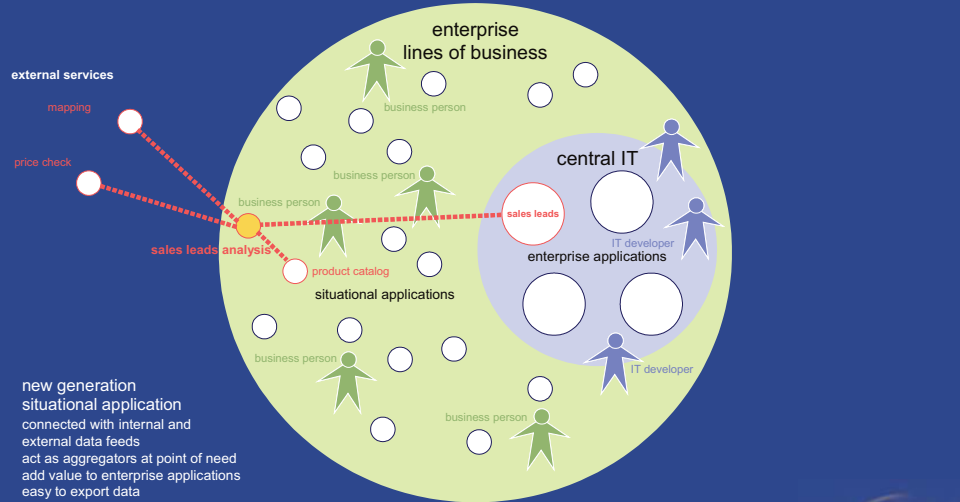 enterprise
lines of business
external services
mapping
business person
price check
business person
central IT
business person
sales leads
sales leads analysis
IT developer
enterprise applications
product catalog
situational applications
business person
IT developer
new generation
situational application
connected with internal and
external data feeds
act as aggregators at point of need
add value to enterprise applications
easy to export data
business person